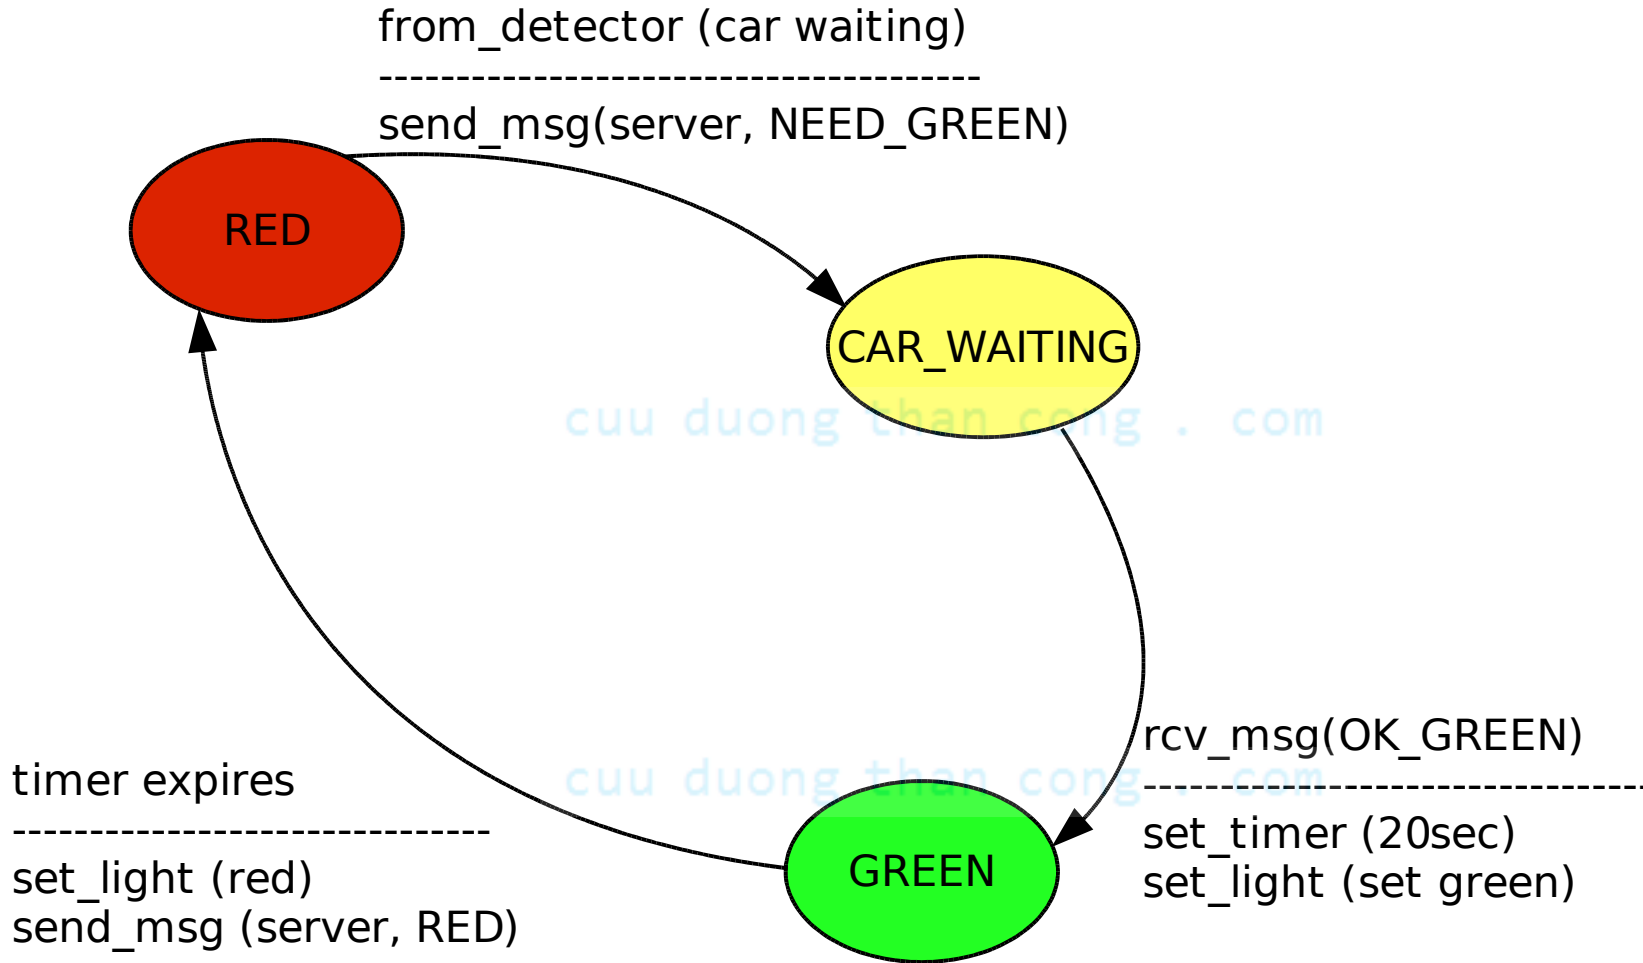 from_detector (car waiting)
---------------------------------------
send_msg(server, NEED_GREEN)
RED
CAR_WAITING
cuu duong than cong . com
rcv_msg(OK_GREEN)
---------------------------------------
set_timer (20sec)
set_light (set green)
timer expires
-------------------------------
set_light (red)
send_msg (server, RED)
cuu duong than cong . com
GREEN